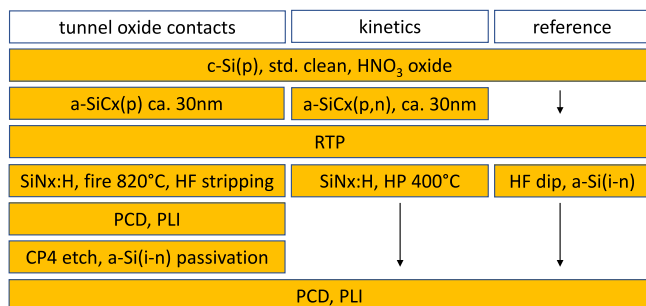 tunnel oxide contacts
kinetics
reference
c-Si(p), std. clean, HNO₃ oxide
a-SiCx(p) ca. 30nm
a-SiCx(p,n), ca. 30nm
RTP
SiNx:H, fire 820°C, HF stripping
SiNx:H, HP 400°C
HF dip, a-Si(i-n)
PCD, PLI
CP4 etch, a-Si(i-n) passivation
PCD, PLI